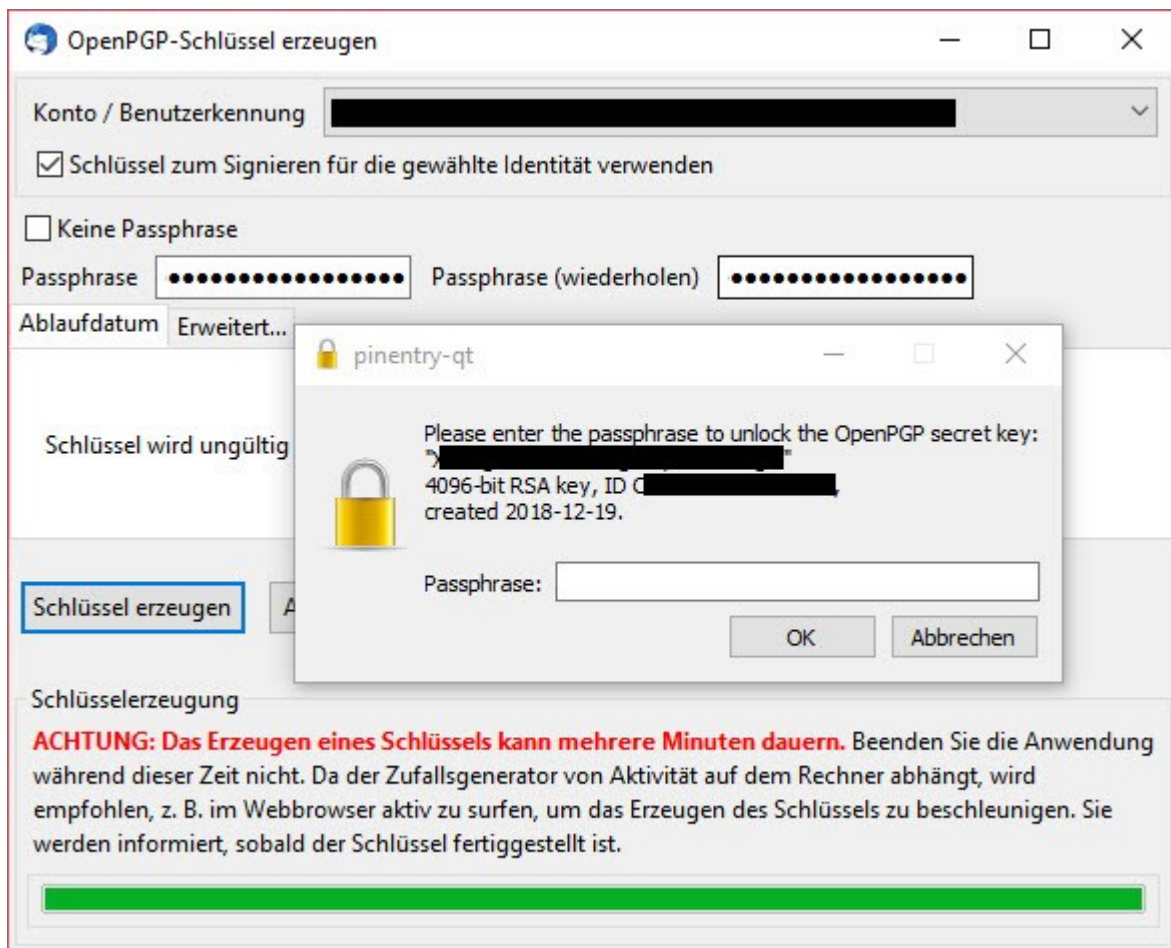 OpenPGP-Schlüssel erzeugen
Konto / Benutzerkennung
Schlüssel zum Signieren für die gewählte Identität verwenden
Keine Passphrase
Passphrase
Passphrase (wiederholen)
Ablaufdatum Erweitert...
Schlüssel wird ungültig
pinentry-qt
Please enter the passphrase to unlock the OpenPGP secret key:
"X"
4096-bit RSA key, ID C,
created 2018-12-19.
Passphrase:
OK Abbrechen
Schlüssel erzeugen A
Schlüsselerzeugung
ACHTUNG: Das Erzeugen eines Schlüssels kann mehrere Minuten dauern. Beenden Sie die Anwendung
während dieser Zeit nicht. Da der Zufallsgenerator von Aktivität auf dem Rechner abhängt, wird
empfohlen, z. B. im Webbrowser aktiv zu surfen, um das Erzeugen des Schlüssels zu beschleunigen. Sie
werden informiert, sobald der Schlüssel fertiggestellt ist.